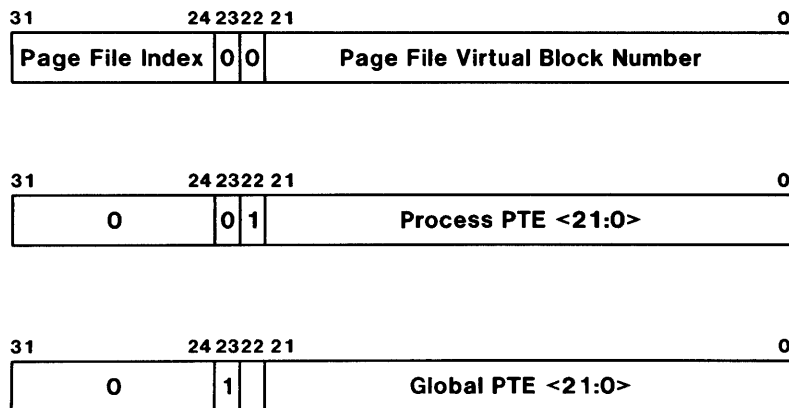 31 24 23 22 21 0
Page File Index 0 0 Page File Virtual Block Number
31 24 23 22 21 0
0 0 1 Process PTE <21:0>
31 24 23 22 21 0
0 1 Global PTE <21:0>